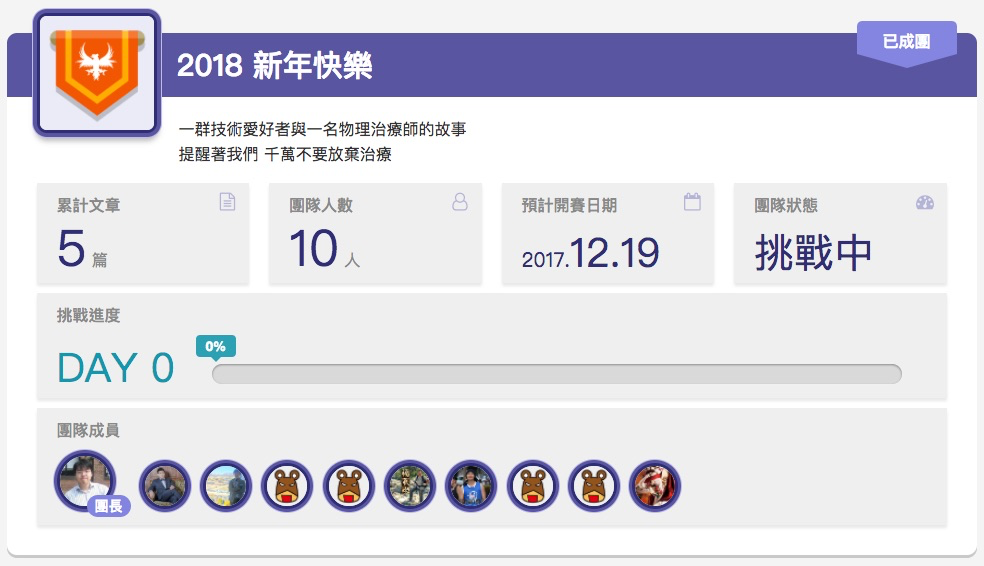 2018 新年快樂
已成團
一群技術愛好者與一名物理治療師的故事
提醒著我們 千萬不要放棄治療
累計文章
5 篇
團隊人數
10 人
預計開賽日期
2017.12.19
團隊狀態
挑戰中
挑戰進度
DAY 0
0%
團隊成員
團長